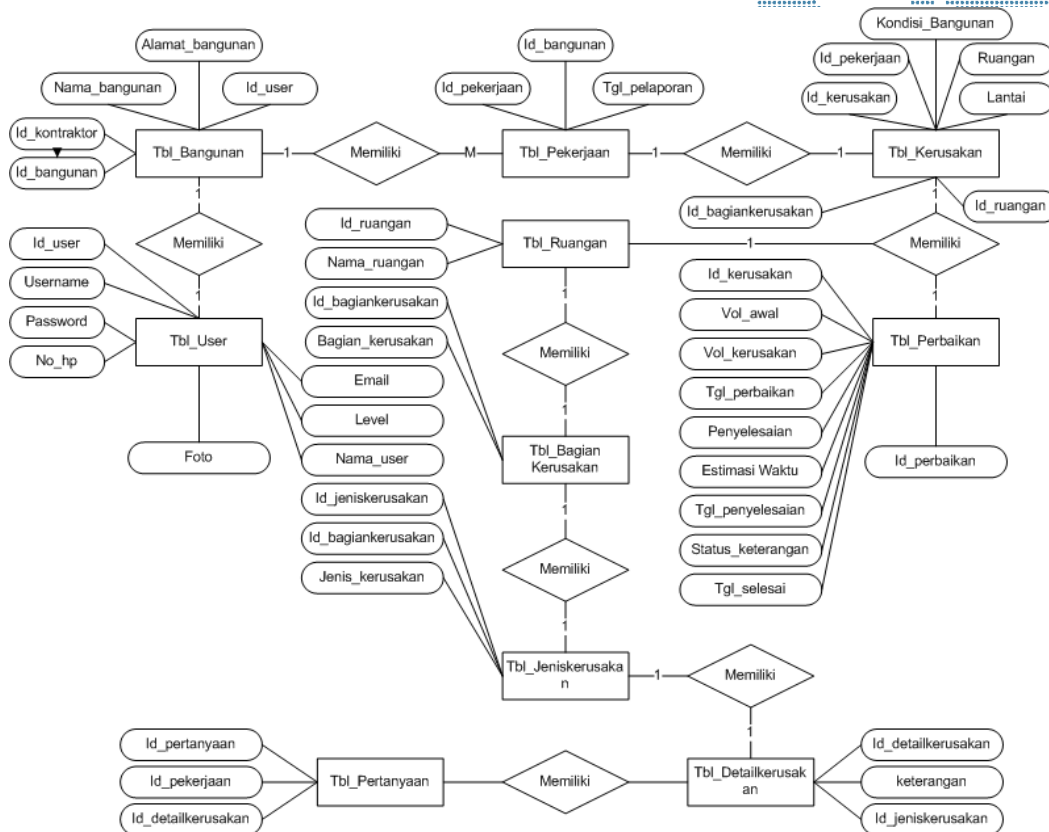 Alamat_bangunan
Nama_bangunan
Id_user
Id_kontraktor
Id_bangunan
Tbl_Bangunan
1
Memiliki
M
Id_bangunan
Id_pekerjaan
Tgl_pelaporan
Tbl_Pekerjaan
1
Memiliki
1
Kondisi_Bangunan
Id_pekerjaan
Ruangan
Id_kerusakan
Lantai
Tbl_Kerusakan
Id_bagiankerusakan
Id_ruangan
1
Memiliki
1
1
Memiliki
1
Id_user
Username
Password
No_hp
Tbl_User
Email
Level
Nama_user
Foto
Id_ruangan
Nama_ruangan
Tbl_Ruangan
1
1
Memiliki
1
Id_bagiankerusakan
Bagian_kerusakan
Tbl_Bagian
Kerusakan
1
Memiliki
1
Id_kerusakan
Vol_awal
Vol_kerusakan
Tgl_perbaikan
Penyelesaian
Estimasi Waktu
Tgl_penyelesaian
Status_keterangan
Tgl_selesai
Tbl_Perbaikan
Id_perbaikan
Id_jeniskerusakan
Id_bagiankerusakan
Jenis_kerusakan
Tbl_Jeniskerusaka
n
1
Memiliki
1
Id_pertanyaan
Id_pekerjaan
Id_detailkerusakan
Tbl_Pertanyaan
Memiliki
Tbl_Detailkerusak
an
Id_detailkerusakan
keterangan
Id_jeniskerusakan